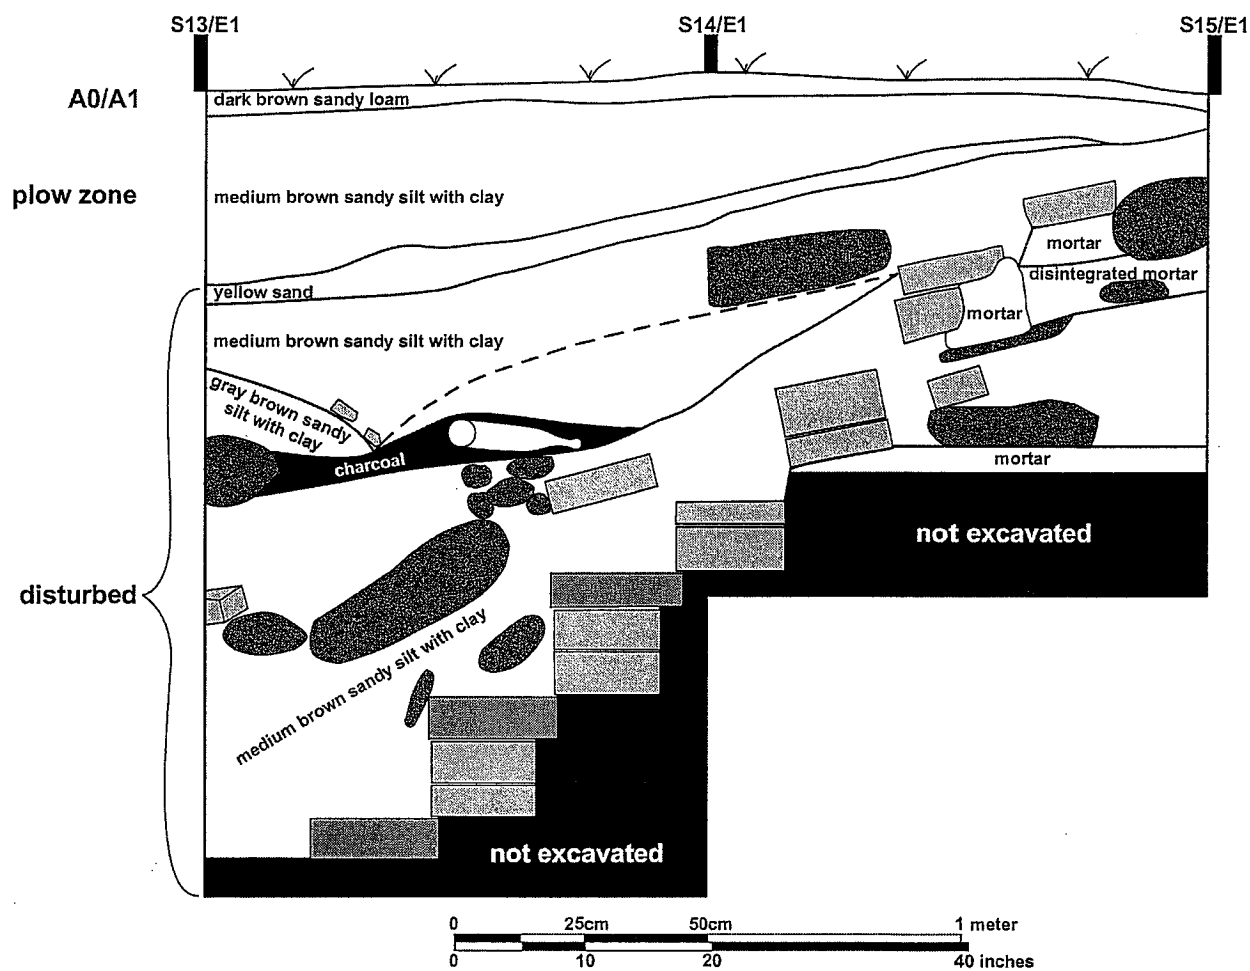 S13/E1
S14/E1
S15/E1
A0/A1
dark brown sandy loam
plow zone
medium brown sandy silt with clay
mortar
disintegrated mortar
yellow sand
mortar
medium brown sandy silt with clay
gray brown sandy
silt with clay
charcoal
mortar
not excavated
disturbed
medium brown sandy silt with clay
not excavated
0
25cm
50cm
1 meter
0
10
20
40 inches